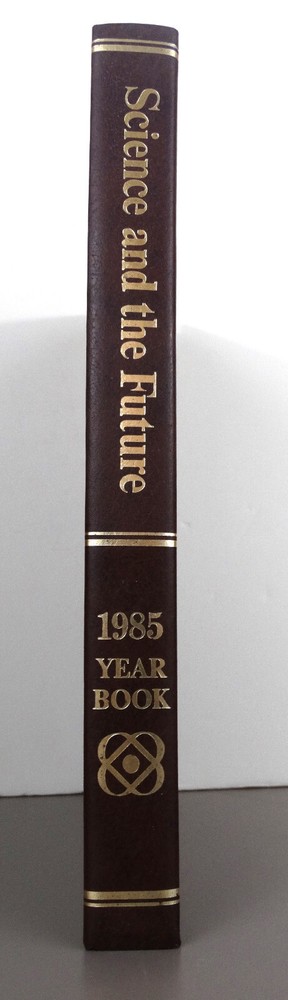 Science and the Future
1985
YEAR
BOOK